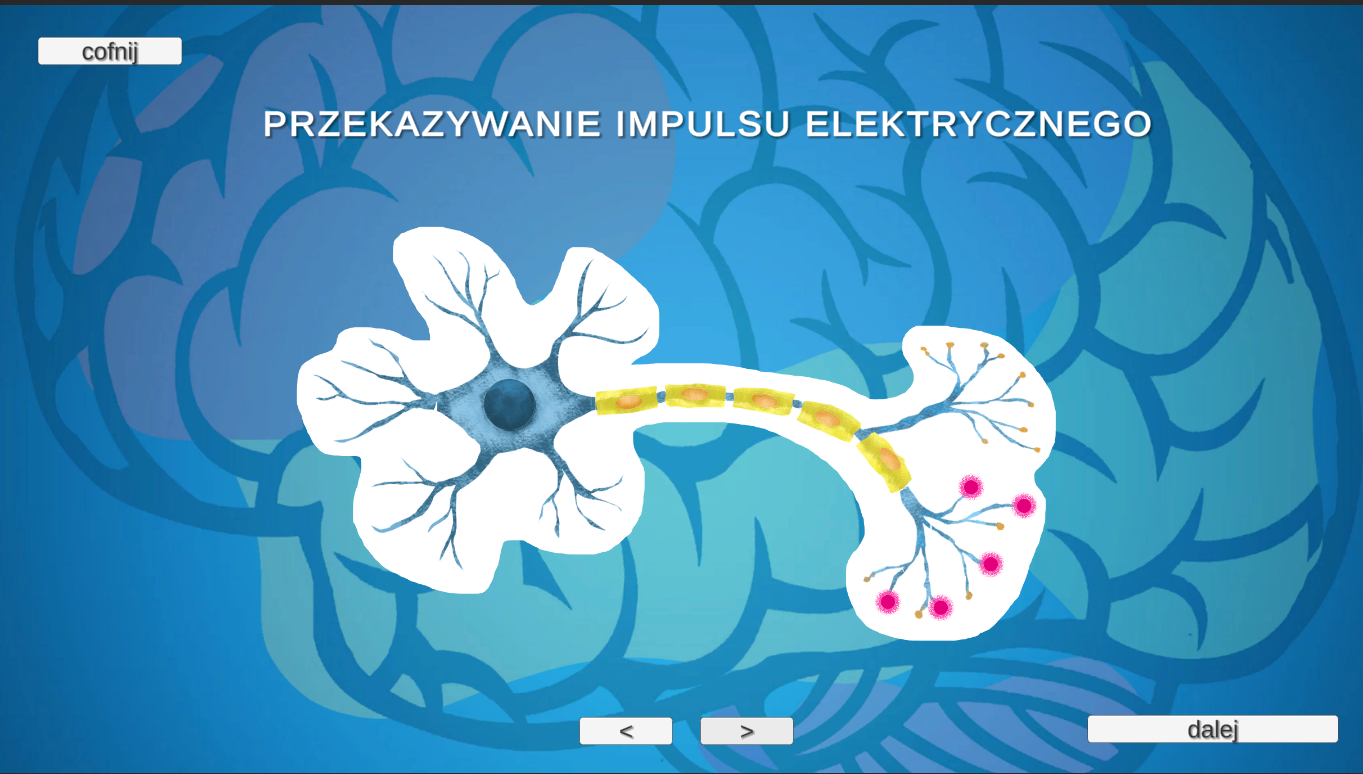 cofnij
PRZEKAZYWANIE IMPULSU ELEKTRYCZNEGO
<
>
dalej